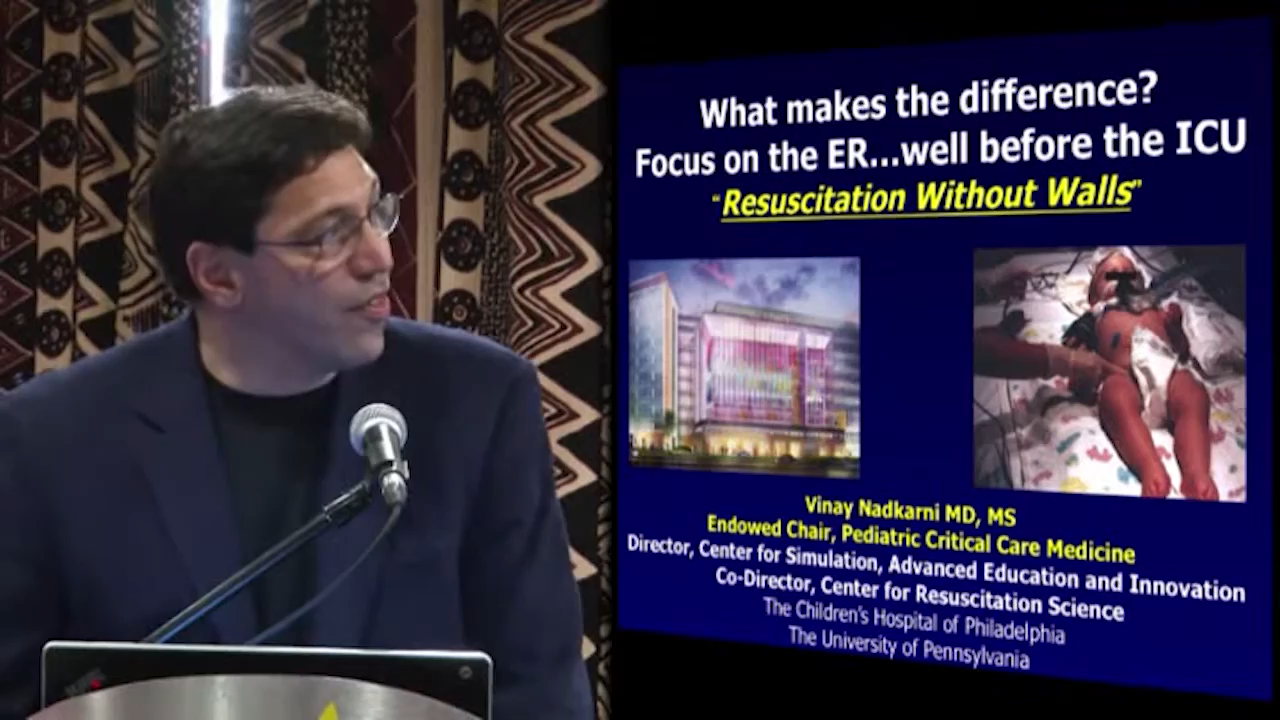 What makes the difference?
Focus on the ER...well before the ICU
"Resuscitation Without Walls"
Vinay Nadkarni MD, MS
Endowed Chair, Pediatric Critical Care Medicine
Director, Center for Simulation, Advanced Education and Innovation
Co-Director, Center for Resuscitation Science
The Children's Hospital of Philadelphia
The University of Pennsylvania